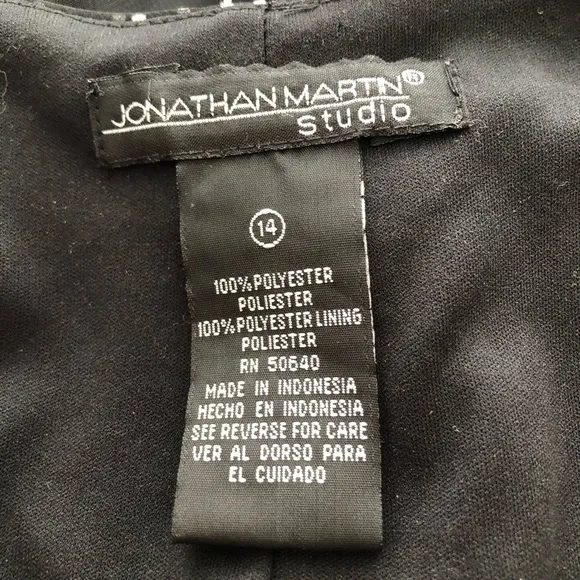 JONATHAN MARTIN®
studio
14
100% POLYESTER
POLIESTER
100% POLYESTER LINING
POLIESTER
RN 50640
MADE IN INDONESIA
HECHO EN INDONESIA
SEE REVERSE FOR CARE
VER AL DORSO PARA
EL CUIDADO